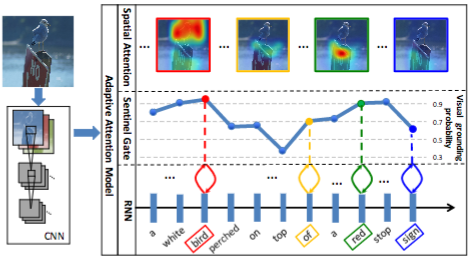 Spatial Attention
...
...
...
...
Adaptive Attention Model
Sentinel Gate
0.9
0.7
0.5
0.3
Visual grounding
probability
RNN
...
...
...
...
a
white
bird
perched
on
top
of
a
red
stop
sign
CNN